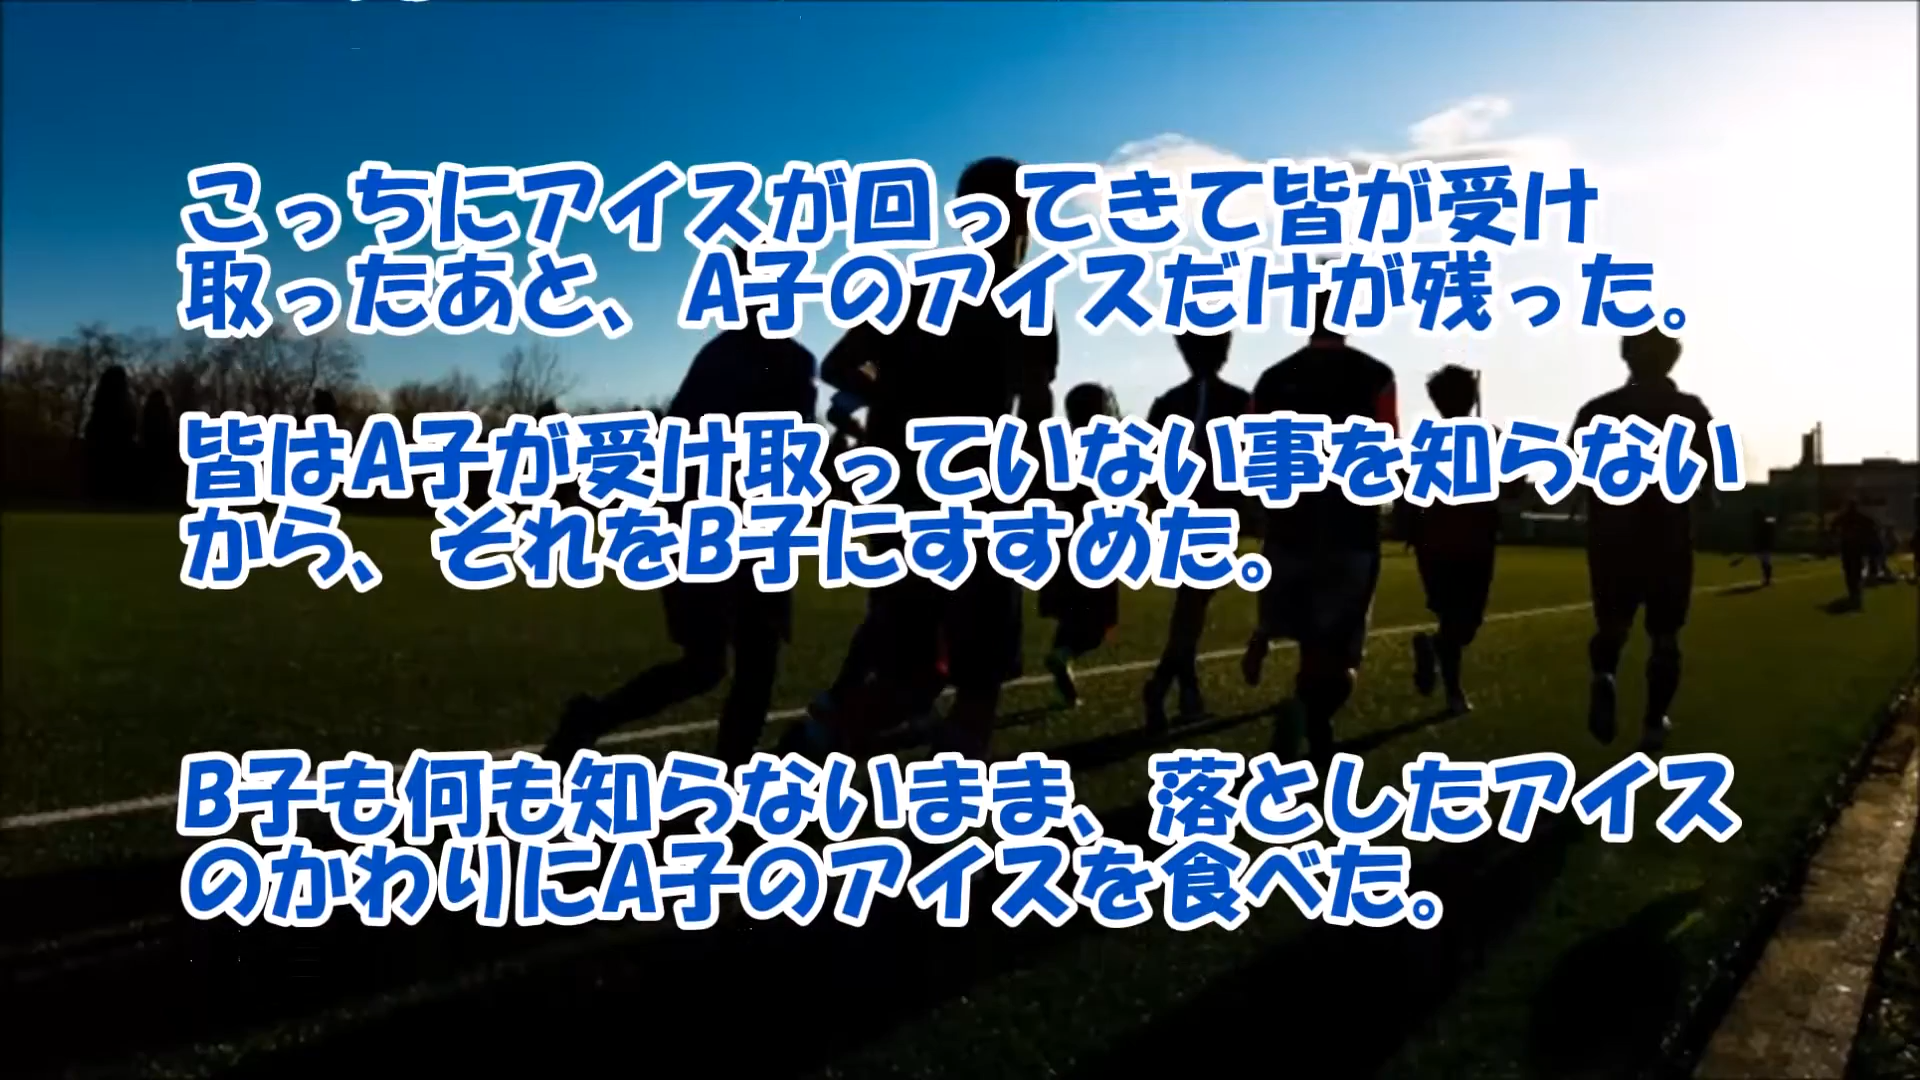 こっちにアイスが回ってきて皆が受け
取ったあと、A子のアイスだけが残った。
皆はA子が受け取っていない事を知らない
から、それをB子にすすめた。
B子も何も知らないまま、落としたアイス
のかわりにA子のアイスを食べた。